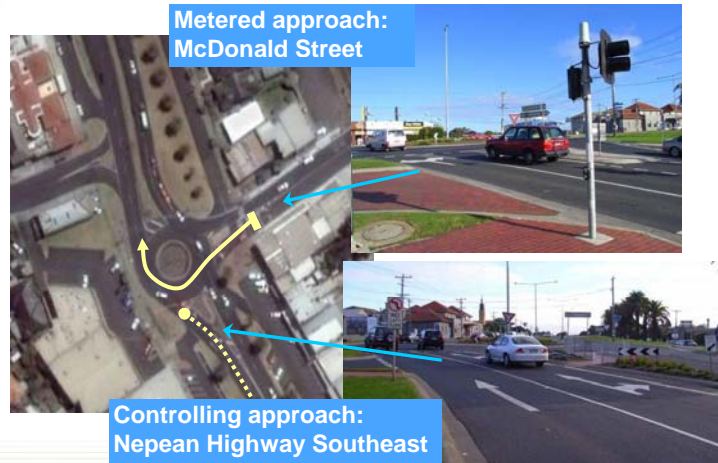 Metered approach:
McDonald Street
Controlling approach:
Nepean Highway Southeast